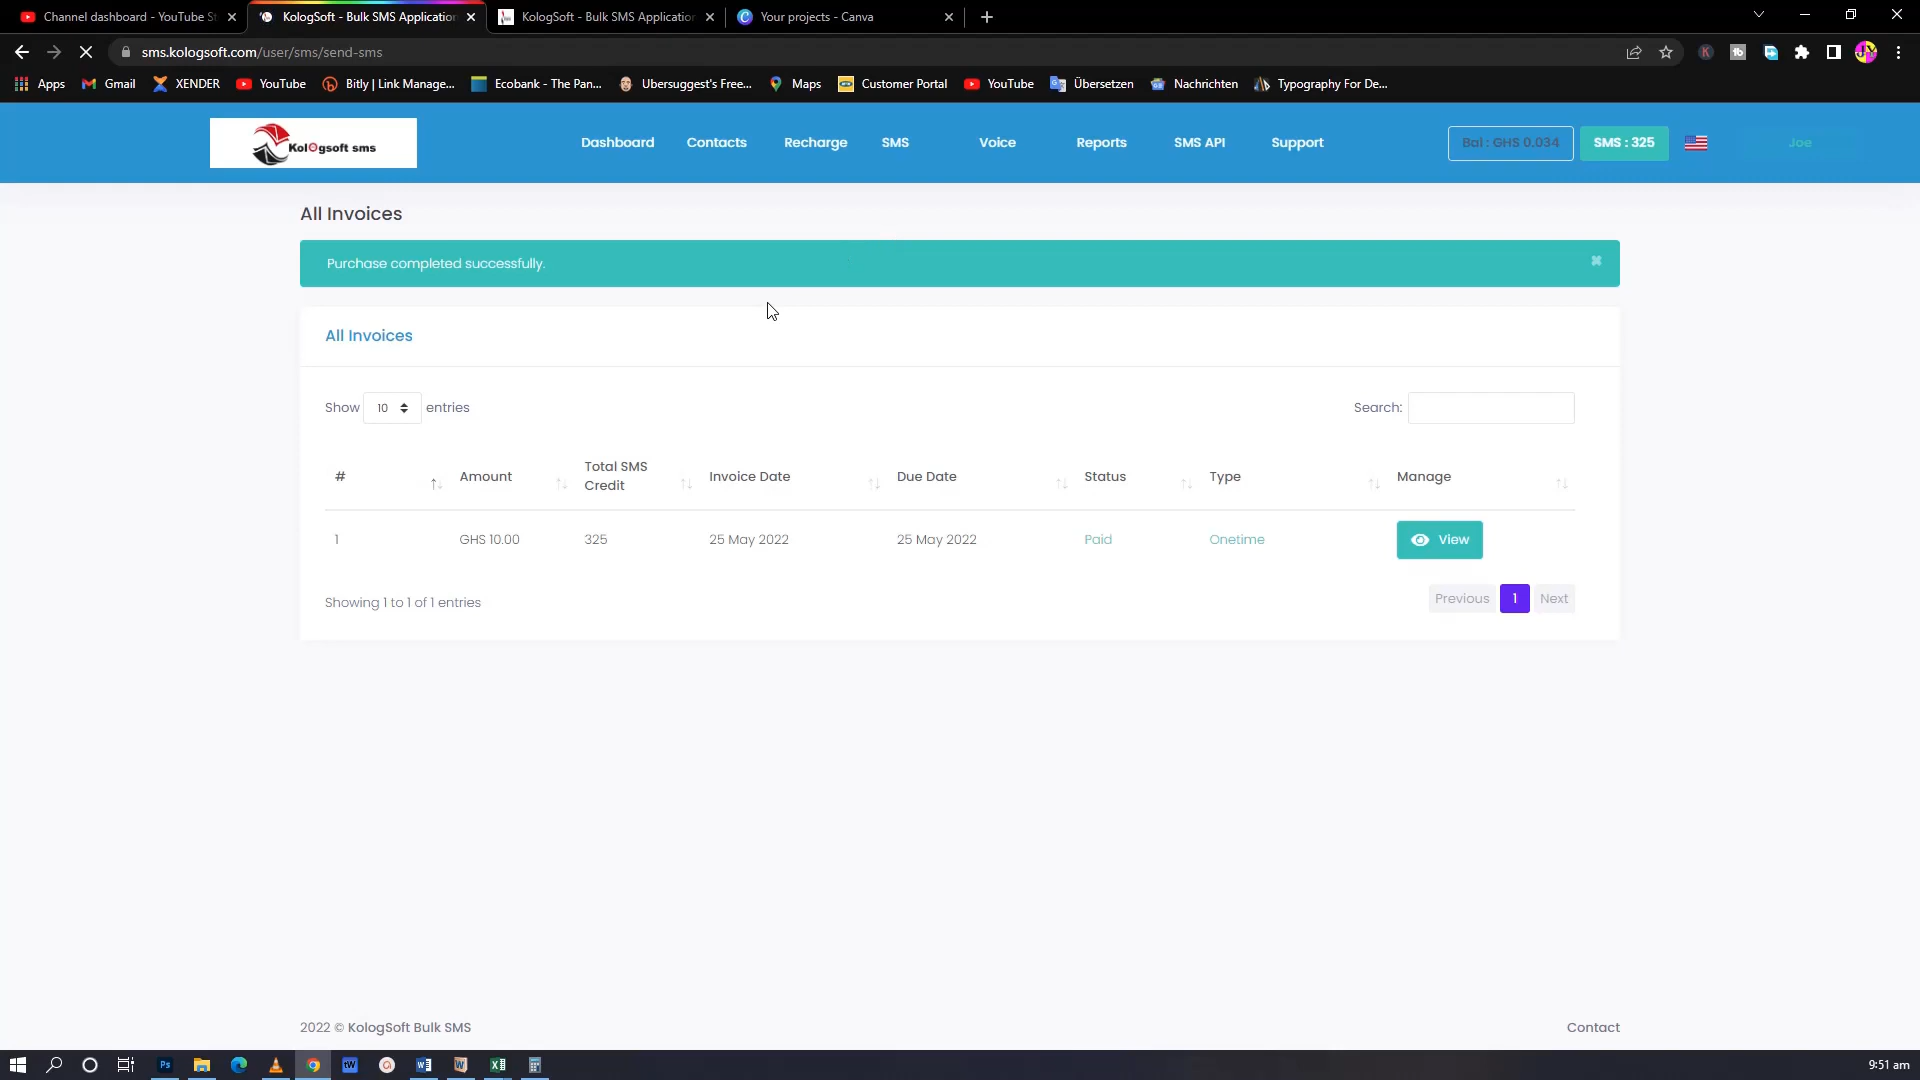 Channel dashboard - YouTube St
KologSoft - Bulk SMS Application
KologSoft - Bulk SMS Application
Your projects - Canva
sms.kologsoft.com/user/sms/send-sms
Apps
Gmail
XENDER
YouTube
Bitly | Link Manage...
Ecobank - The Pan...
Ubersuggest's Free...
Maps
Customer Portal
YouTube
Übersetzen
Nachrichten
Typography For De...
KolOgsoft sms
Dashboard
Contacts
Recharge
SMS
Voice
Reports
SMS API
Support
Bal : GHS 0.034
SMS : 325
Joe
All Invoices
Purchase completed successfully.
All Invoices
Show 10 entries
Search:
#
Amount
Total SMS
Credit
Invoice Date
Due Date
Status
Type
Manage
1
GHS 10.00
325
25 May 2022
25 May 2022
Paid
Onetime
View
Showing 1 to 1 of 1 entries
Previous
1
Next
2022 © KologSoft Bulk SMS
Contact
9:51 am